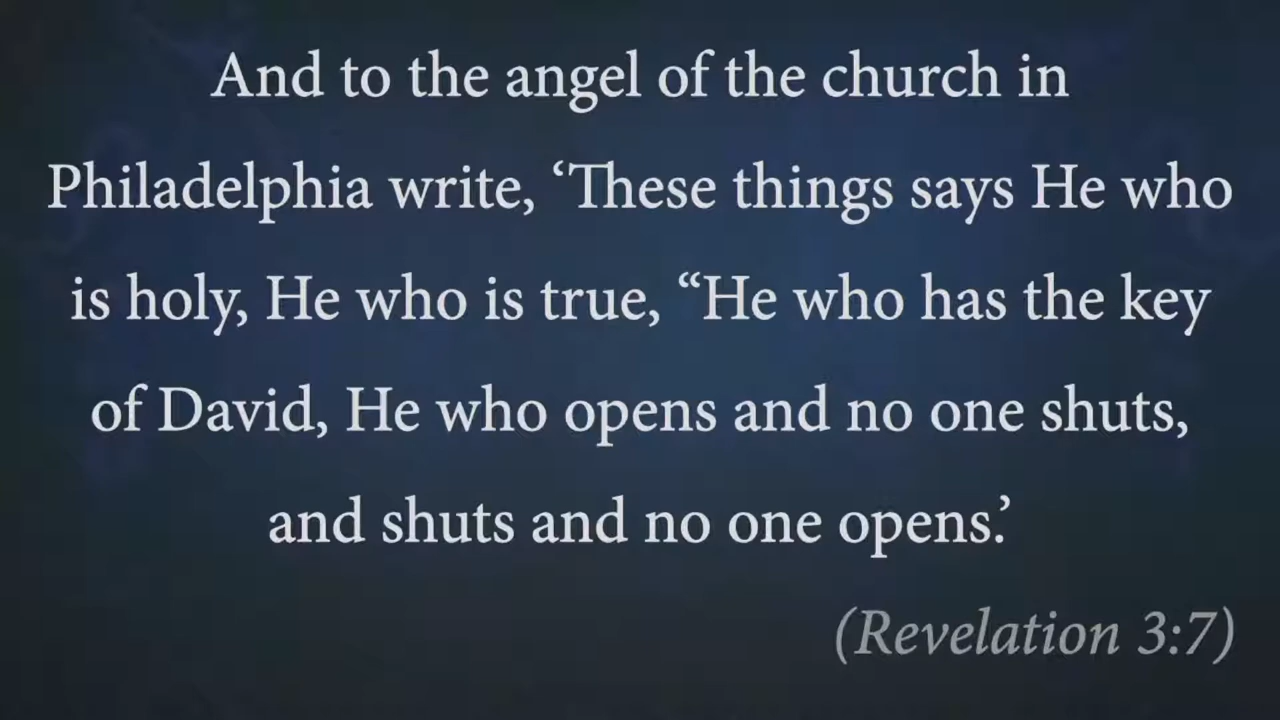 And to the angel of the church in
Philadelphia write, ‘These things says He who
is holy, He who is true, “He who has the key
of David, He who opens and no one shuts,
and shuts and no one opens.’
(Revelation 3:7)